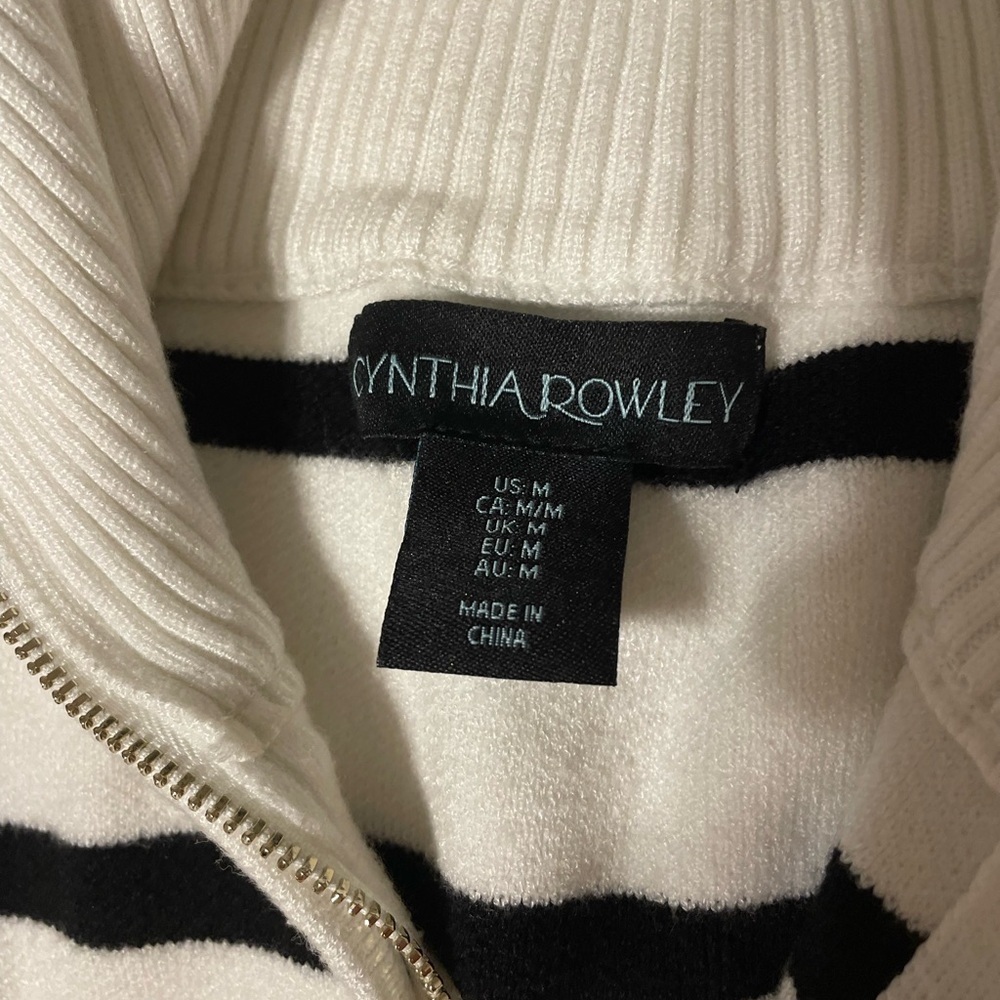 CYNTHIA ROWLEY
US: M
CA: M/M
UK: M
EU: M
AU: M
MADE IN
CHINA